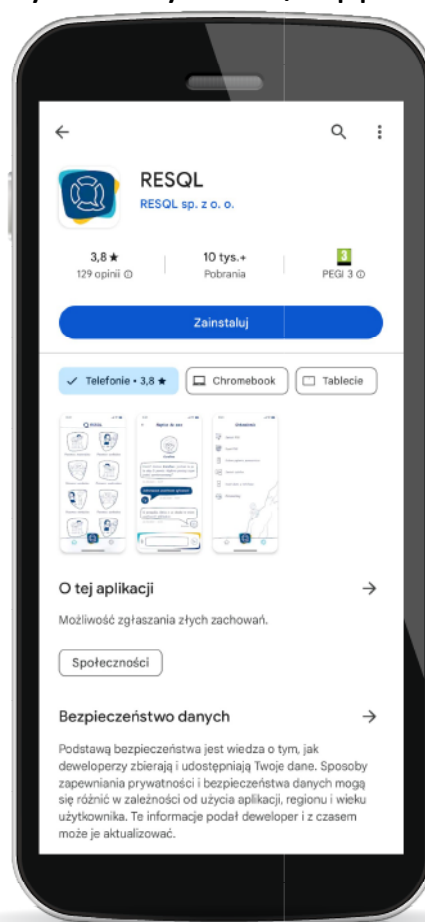 RESQL
RESQL sp. z o. o.
3,8 ★
129 opinii
10 tys.+
Pobrania
3
PEGI 3
Zainstaluj
Telefonie • 3,8 ★
Chromebook
Tablecie
O tej aplikacji
Możliwość zgłaszania złych zachowań.
Społeczności
Bezpieczeństwo danych
Podstawą bezpieczeństwa jest wiedza o tym, jak
deweloperzy zbierają i udostępniają Twoje dane. Sposoby
zapewniania prywatności i bezpieczeństwa danych mogą
się różnić w zależności od użycia aplikacji, regionu i wieku
użytkownika. Te informacje podał deweloper i z czasem
może je aktualizować.